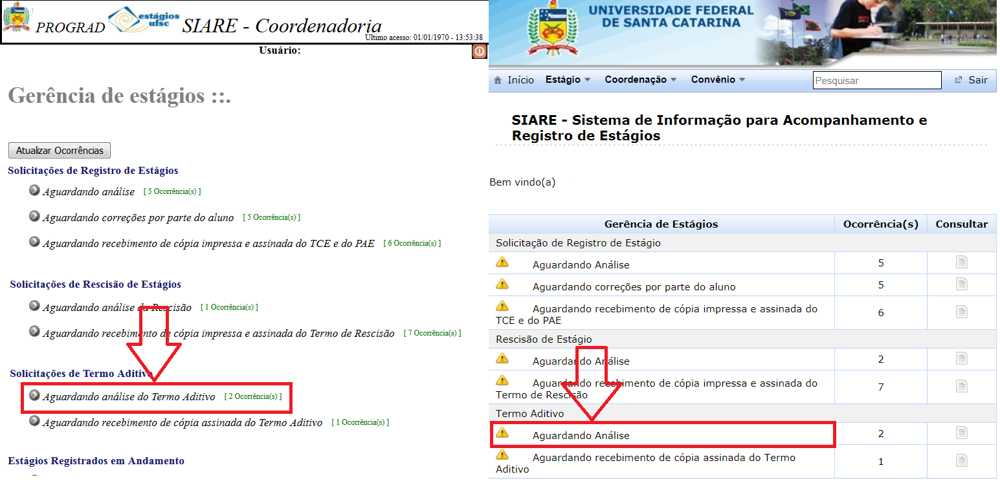 PROGRAD
estágios
ufsc
SIARE - Coordenadoria
Último acesso: 01/01/1970 - 13:53:38
Usuário:
Gerência de estágios ::.
Atualizar Ocorrências
Solicitações de Registro de Estágios
Aguardando análise [ 5 Ocorrência(s) ]
Aguardando correções por parte do aluno [ 5 Ocorrência(s) ]
Aguardando recebimento de cópia impressa e assinada do TCE e do PAE [ 6 Ocorrência(s) ]
Solicitações de Rescisão de Estágios
Aguardando análise da Rescisão [ 1 Ocorrência(s) ]
Aguardando recebimento de cópia impressa e assinada do Termo de Rescisão [ 7 Ocorrência(s) ]
Solicitações de Termo Aditivo
Aguardando análise do Termo Aditivo [ 2 Ocorrência(s) ]
Aguardando recebimento de cópia assinada do Termo Aditivo [ 1 Ocorrência(s) ]
Estágios Registrados em Andamento
UNIVERSIDADE FEDERAL
DE SANTA CATARINA
Início Estágio Coordenação Convênio Pesquisar Sair
SIARE - Sistema de Informação para Acompanhamento e
Registro de Estágios
Bem vindo(a)
Gerência de Estágios Ocorrência(s) Consultar
Solicitação de Registro de Estágio
Aguardando Análise 5
Aguardando correções por parte do aluno 5
Aguardando recebimento de cópia impressa e assinada do
TCE e do PAE 6
Rescisão de Estágio
Aguardando Análise 2
Aguardando recebimento de cópia impressa e assinada do
Termo de Rescisão 7
Termo Aditivo
Aguardando Análise 2
Aguardando recebimento de cópia assinada do Termo
Aditivo 1